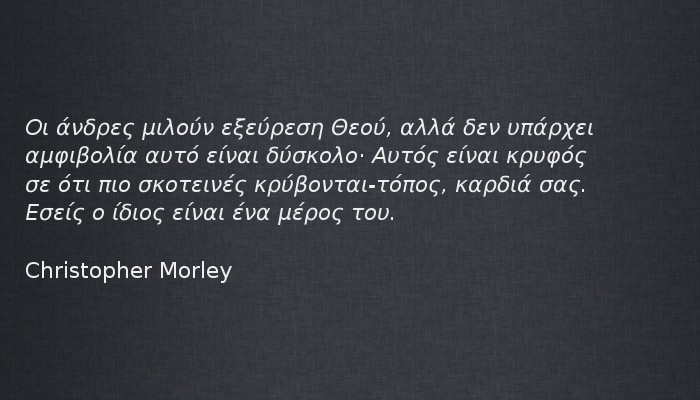 Οι άνδρες μιλούν εξεύρεση Θεού, αλλά δεν υπάρχει
αμφιβολία αυτό είναι δύσκολο· Αυτός είναι κρυφός
σε ότι πιο σκοτεινές κρύβονται-τόπος, καρδιά σας.
Εσείς ο ίδιος είναι ένα μέρος του.
Christopher Morley